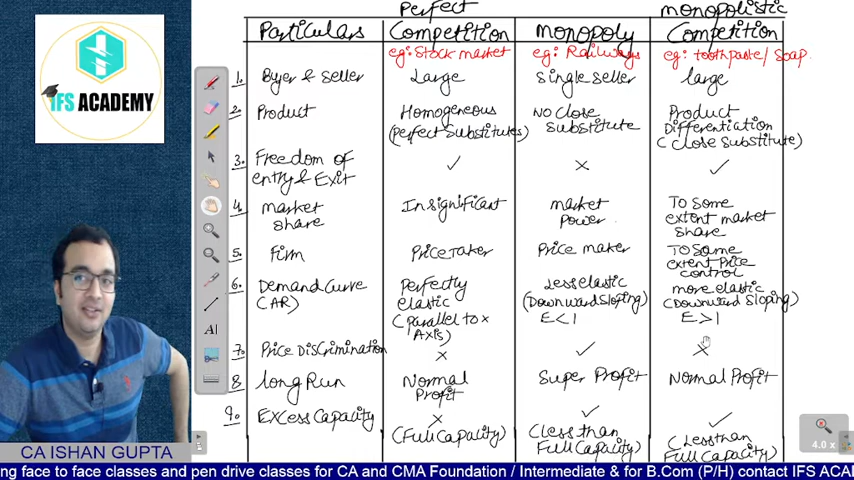 IFS ACADEMY
Particulars
Perfect
Competition
Monopoly
monopolistic
Competition
eg: Stock market
eg: Railways
eg: toothpaste/ Soap.
1. Byer & Seller
Large
Single seller
large
2. Product
Homogeneous
(Perfect Substitutes)
No Close
Substitute
Product
Differentiation
(Close Substitute)
3. Freedom of
entry & Exit
✓
×
✓
4. market
share
Insignificant
market
Power.
To Some
extent market
share
5. Firm
Price Taker
Price maker
To Some
extent Price
control
6. Demand Curve
(AR)
Perfectly
elastic
(Parallel to x
Axis)
Less elastic
(Downward Sloping)
E<1
more elastic
(Downward Sloping)
E>1
7. Price Discrimination
×
✓
×
8 long Run
Normal
Profit
Super Profit
Normal Profit
9. Excess Capacity
×
(Full Capacity)
✓
(less than
Full Capacity)
✓
(Less than
Full Capacity)
A|
4.0 x
CA ISHAN GUPTA
ing face to face classes and pen drive classes for CA and CMA Foundation / Intermediate & for B.Com (P/H) contact IFS ACA